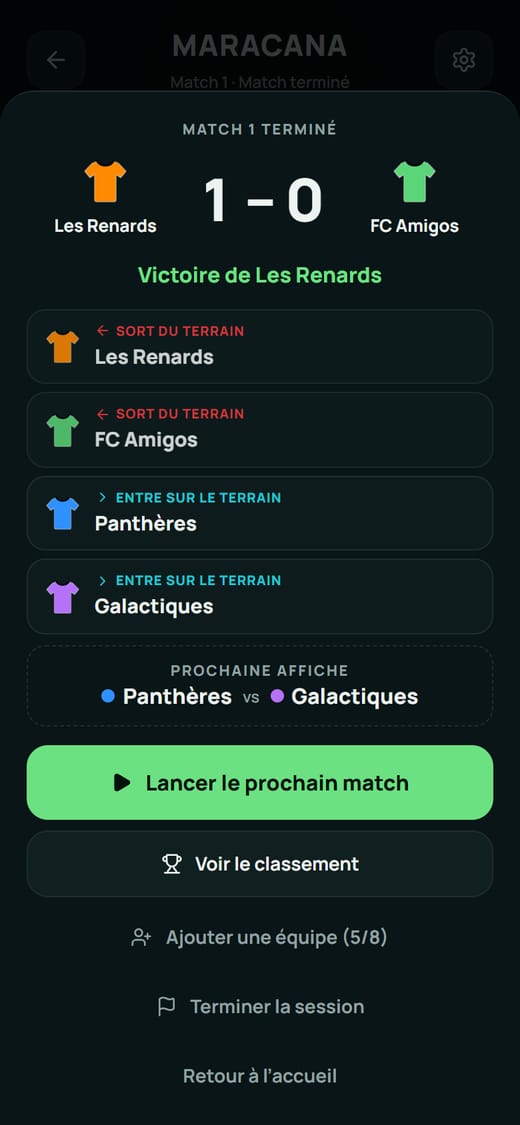 MARACANA
Match 1 · Match terminé
MATCH 1 TERMINÉ
1 – 0
Les Renards
FC Amigos
Victoire de Les Renards
← SORT DU TERRAIN
Les Renards
← SORT DU TERRAIN
FC Amigos
> ENTRE SUR LE TERRAIN
Panthères
> ENTRE SUR LE TERRAIN
Galactiques
PROCHAINE AFFICHE
Panthères vs Galactiques
Lancer le prochain match
Voir le classement
Ajouter une équipe (5/8)
Terminer la session
Retour à l'accueil